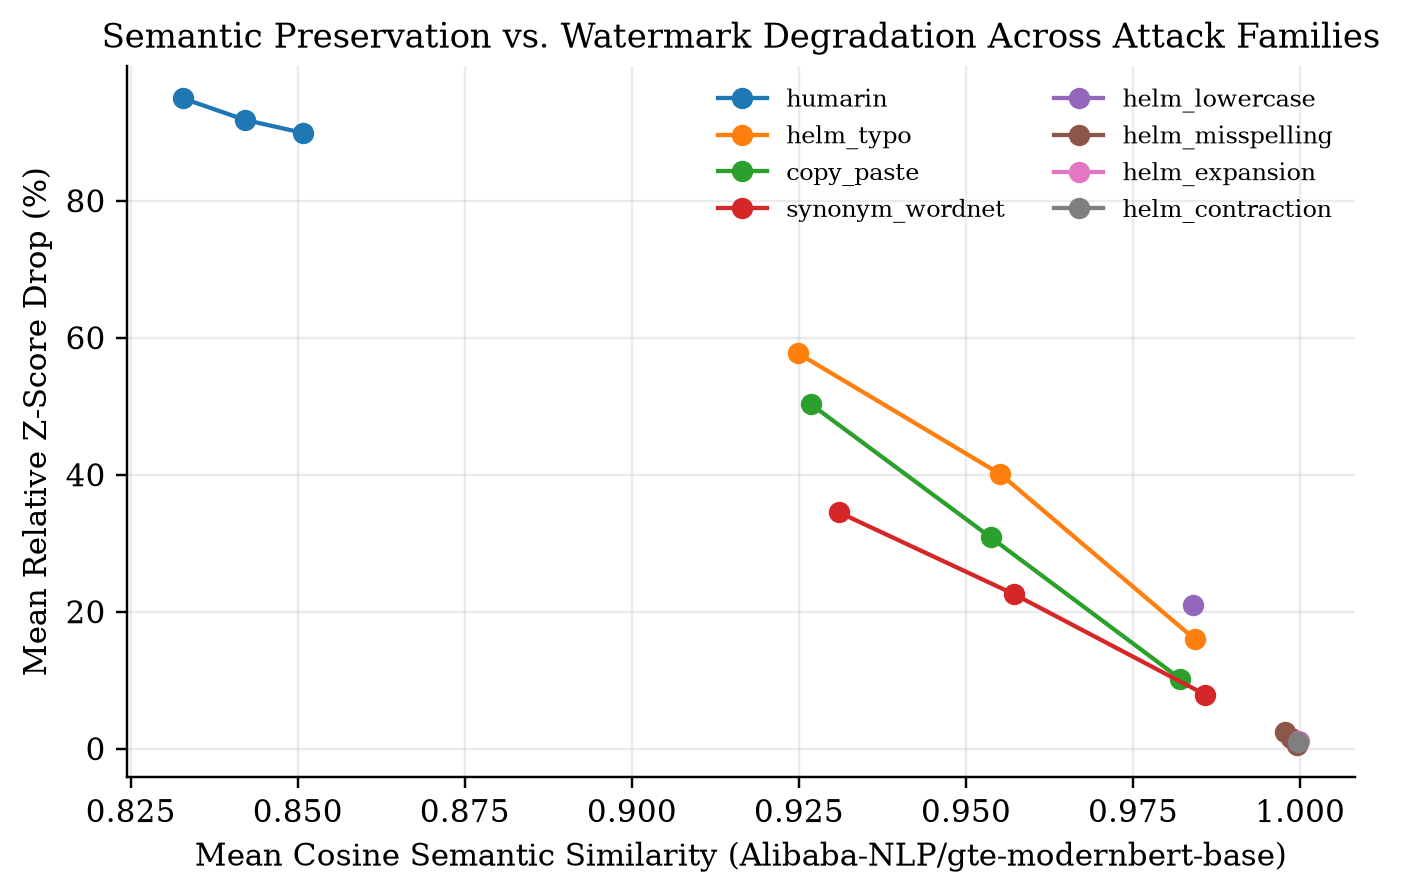 Semantic Preservation vs. Watermark Degradation Across Attack Families
humarin
helm_typo
copy_paste
synonym_wordnet
helm_lowercase
helm_misspelling
helm_expansion
helm_contraction
Mean Relative Z-Score Drop (%)
80
60
40
20
0
0.825 0.850 0.875 0.900 0.925 0.950 0.975 1.000
Mean Cosine Semantic Similarity (Alibaba-NLP/gte-modernbert-base)